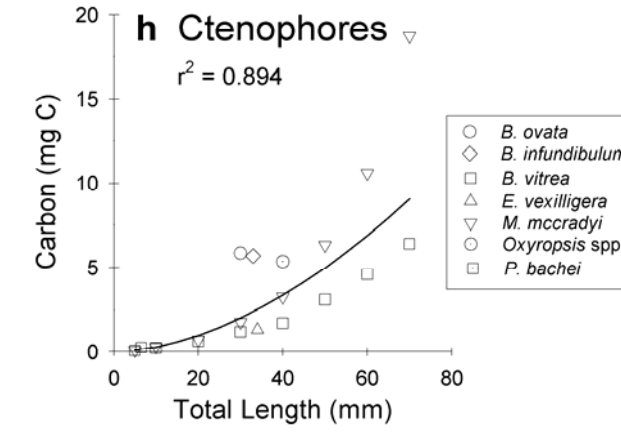 h Ctenophores
r² = 0.894
20
15
10
5
0
Carbon (mg C)
0 20 40 60 80
Total Length (mm)
B. ovata
B. infundibulum
B. vitrea
E. vexilligera
M. mccradyi
Oxyropsis spp
P. bachei